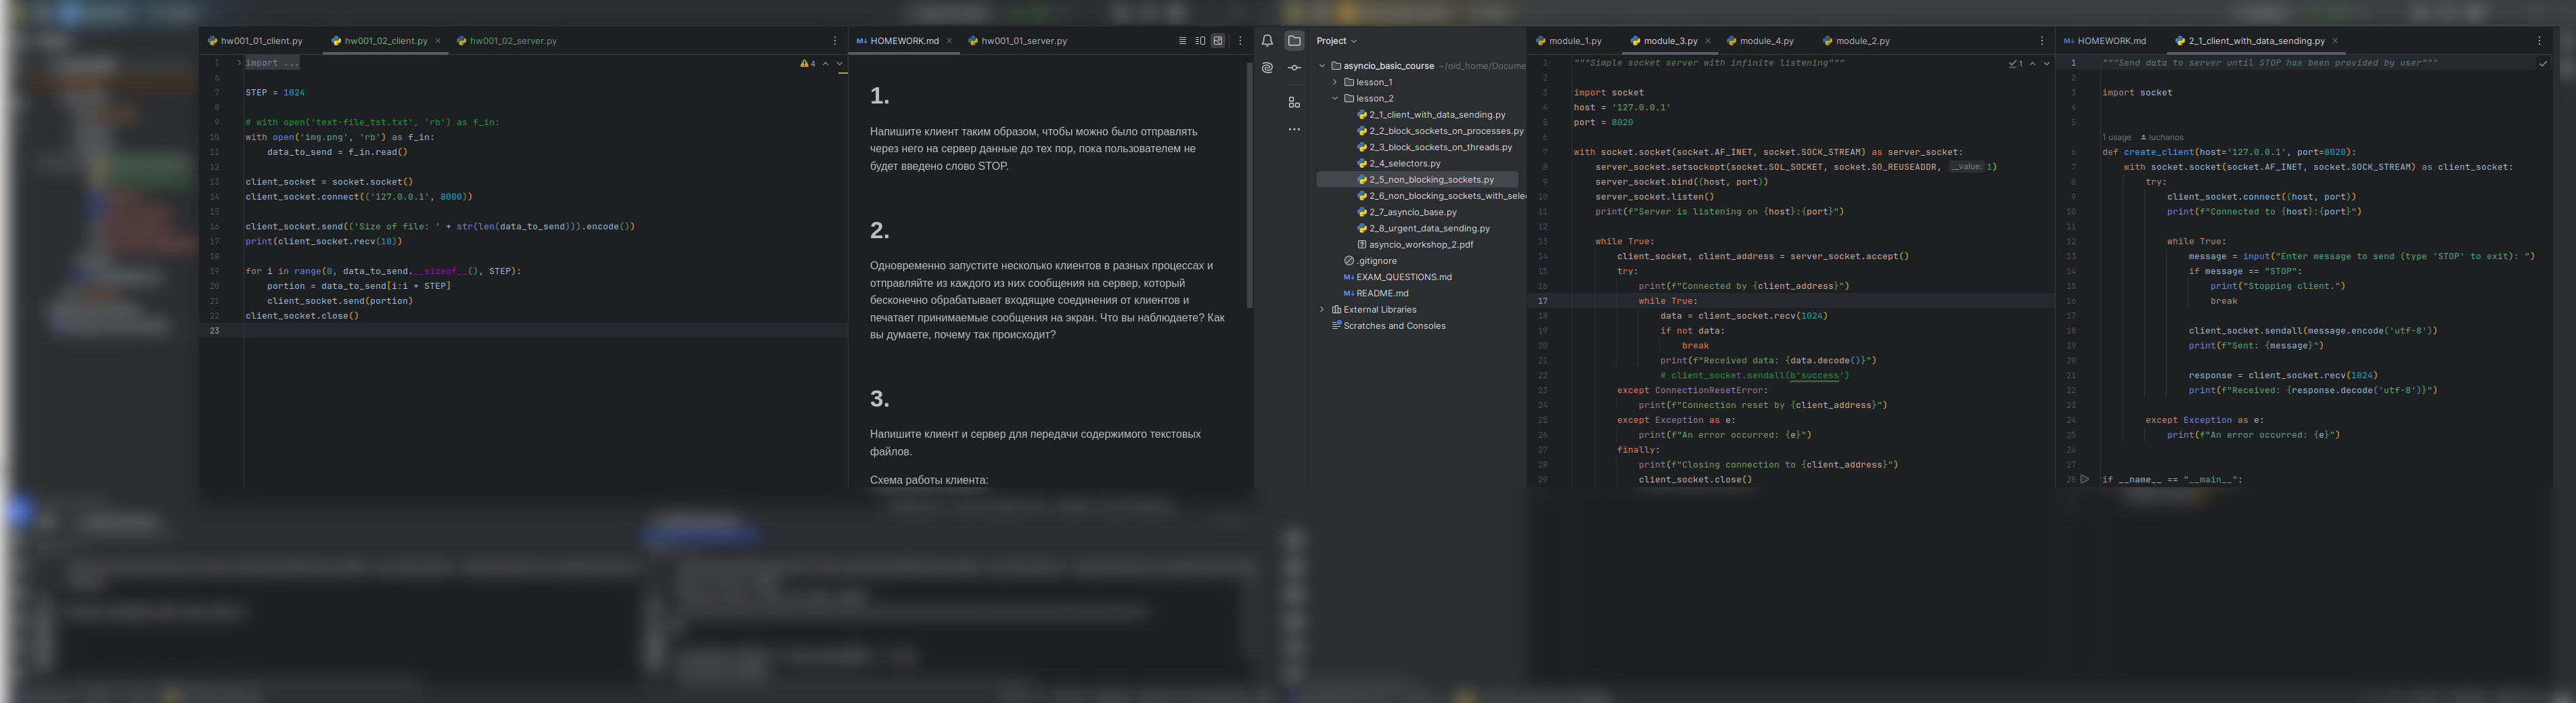 hw001_01_client.py
hw001_02_client.py
hw001_02_server.py
1 import ... 4
6
7 STEP = 1024
8
9 # with open('text-file_tst.txt', 'rb') as f_in:
10 with open('img.png', 'rb') as f_in:
11 data_to_send = f_in.read()
12
13 client_socket = socket.socket()
14 client_socket.connect(('127.0.0.1', 8000))
15
16 client_socket.send(('Size of file: ' + str(len(data_to_send))).encode())
17 print(client_socket.recv(10))
18
19 for i in range(0, data_to_send.__sizeof__(), STEP):
20 portion = data_to_send[i:i + STEP]
21 client_socket.send(portion)
22 client_socket.close()
23
HOMEWORK.md
hw001_01_server.py
1.
Напишите клиент таким образом, чтобы можно было отправлять
через него на сервер данные до тех пор, пока пользователем не
будет введено слово STOP.
2.
Одновременно запустите несколько клиентов в разных процессах и
отправляйте из каждого из них сообщения на сервер, который
бесконечно обрабатывает входящие соединения от клиентов и
печатает принимаемые сообщения на экран. Что вы наблюдаете? Как
вы думаете, почему так происходит?
3.
Напишите клиент и сервер для передачи содержимого текстовых
файлов.
Схема работы клиента:
Project
asyncio_basic_course ~/old_home/Docume
lesson_1
lesson_2
2_1_client_with_data_sending.py
2_2_block_sockets_on_processes.py
2_3_block_sockets_on_threads.py
2_4_selectors.py
2_5_non_blocking_sockets.py
2_6_non_blocking_sockets_with_selec
2_7_asyncio_base.py
2_8_urgent_data_sending.py
asyncio_workshop_2.pdf
.gitignore
EXAM_QUESTIONS.md
README.md
External Libraries
Scratches and Consoles
module_1.py
module_3.py
module_4.py
module_2.py
1 """Simple socket server with infinite listening""" 1
2
3 import socket
4 host = '127.0.0.1'
5 port = 8020
6
7 with socket.socket(socket.AF_INET, socket.SOCK_STREAM) as server_socket:
8 server_socket.setsockopt(socket.SOL_SOCKET, socket.SO_REUSEADDR, __value: 1)
9 server_socket.bind((host, port))
10 server_socket.listen()
11 print(f"Server is listening on {host}:{port}")
12
13 while True:
14 client_socket, client_address = server_socket.accept()
15 try:
16 print(f"Connected by {client_address}")
17 while True:
18 data = client_socket.recv(1024)
19 if not data:
20 break
21 print(f"Received data: {data.decode()}")
22 # client_socket.sendall(b'success')
23 except ConnectionResetError:
24 print(f"Connection reset by {client_address}")
25 except Exception as e:
26 print(f"An error occurred: {e}")
27 finally:
28 print(f"Closing connection to {client_address}")
29 client_socket.close()
HOMEWORK.md
2_1_client_with_data_sending.py
1 """Send data to server until STOP has been provided by user"""
2
3 import socket
4
5
1 usage luchanos
6 def create_client(host='127.0.0.1', port=8020):
7 with socket.socket(socket.AF_INET, socket.SOCK_STREAM) as client_socket:
8 try:
9 client_socket.connect((host, port))
10 print(f"Connected to {host}:{port}")
11
12 while True:
13 message = input("Enter message to send (type 'STOP' to exit): ")
14 if message == "STOP":
15 print("Stopping client.")
16 break
17
18 client_socket.sendall(message.encode('utf-8'))
19 print(f"Sent: {message}")
20
21 response = client_socket.recv(1024)
22 print(f"Received: {response.decode('utf-8')}")
23
24 except Exception as e:
25 print(f"An error occurred: {e}")
26
27
28 if __name__ == "__main__":